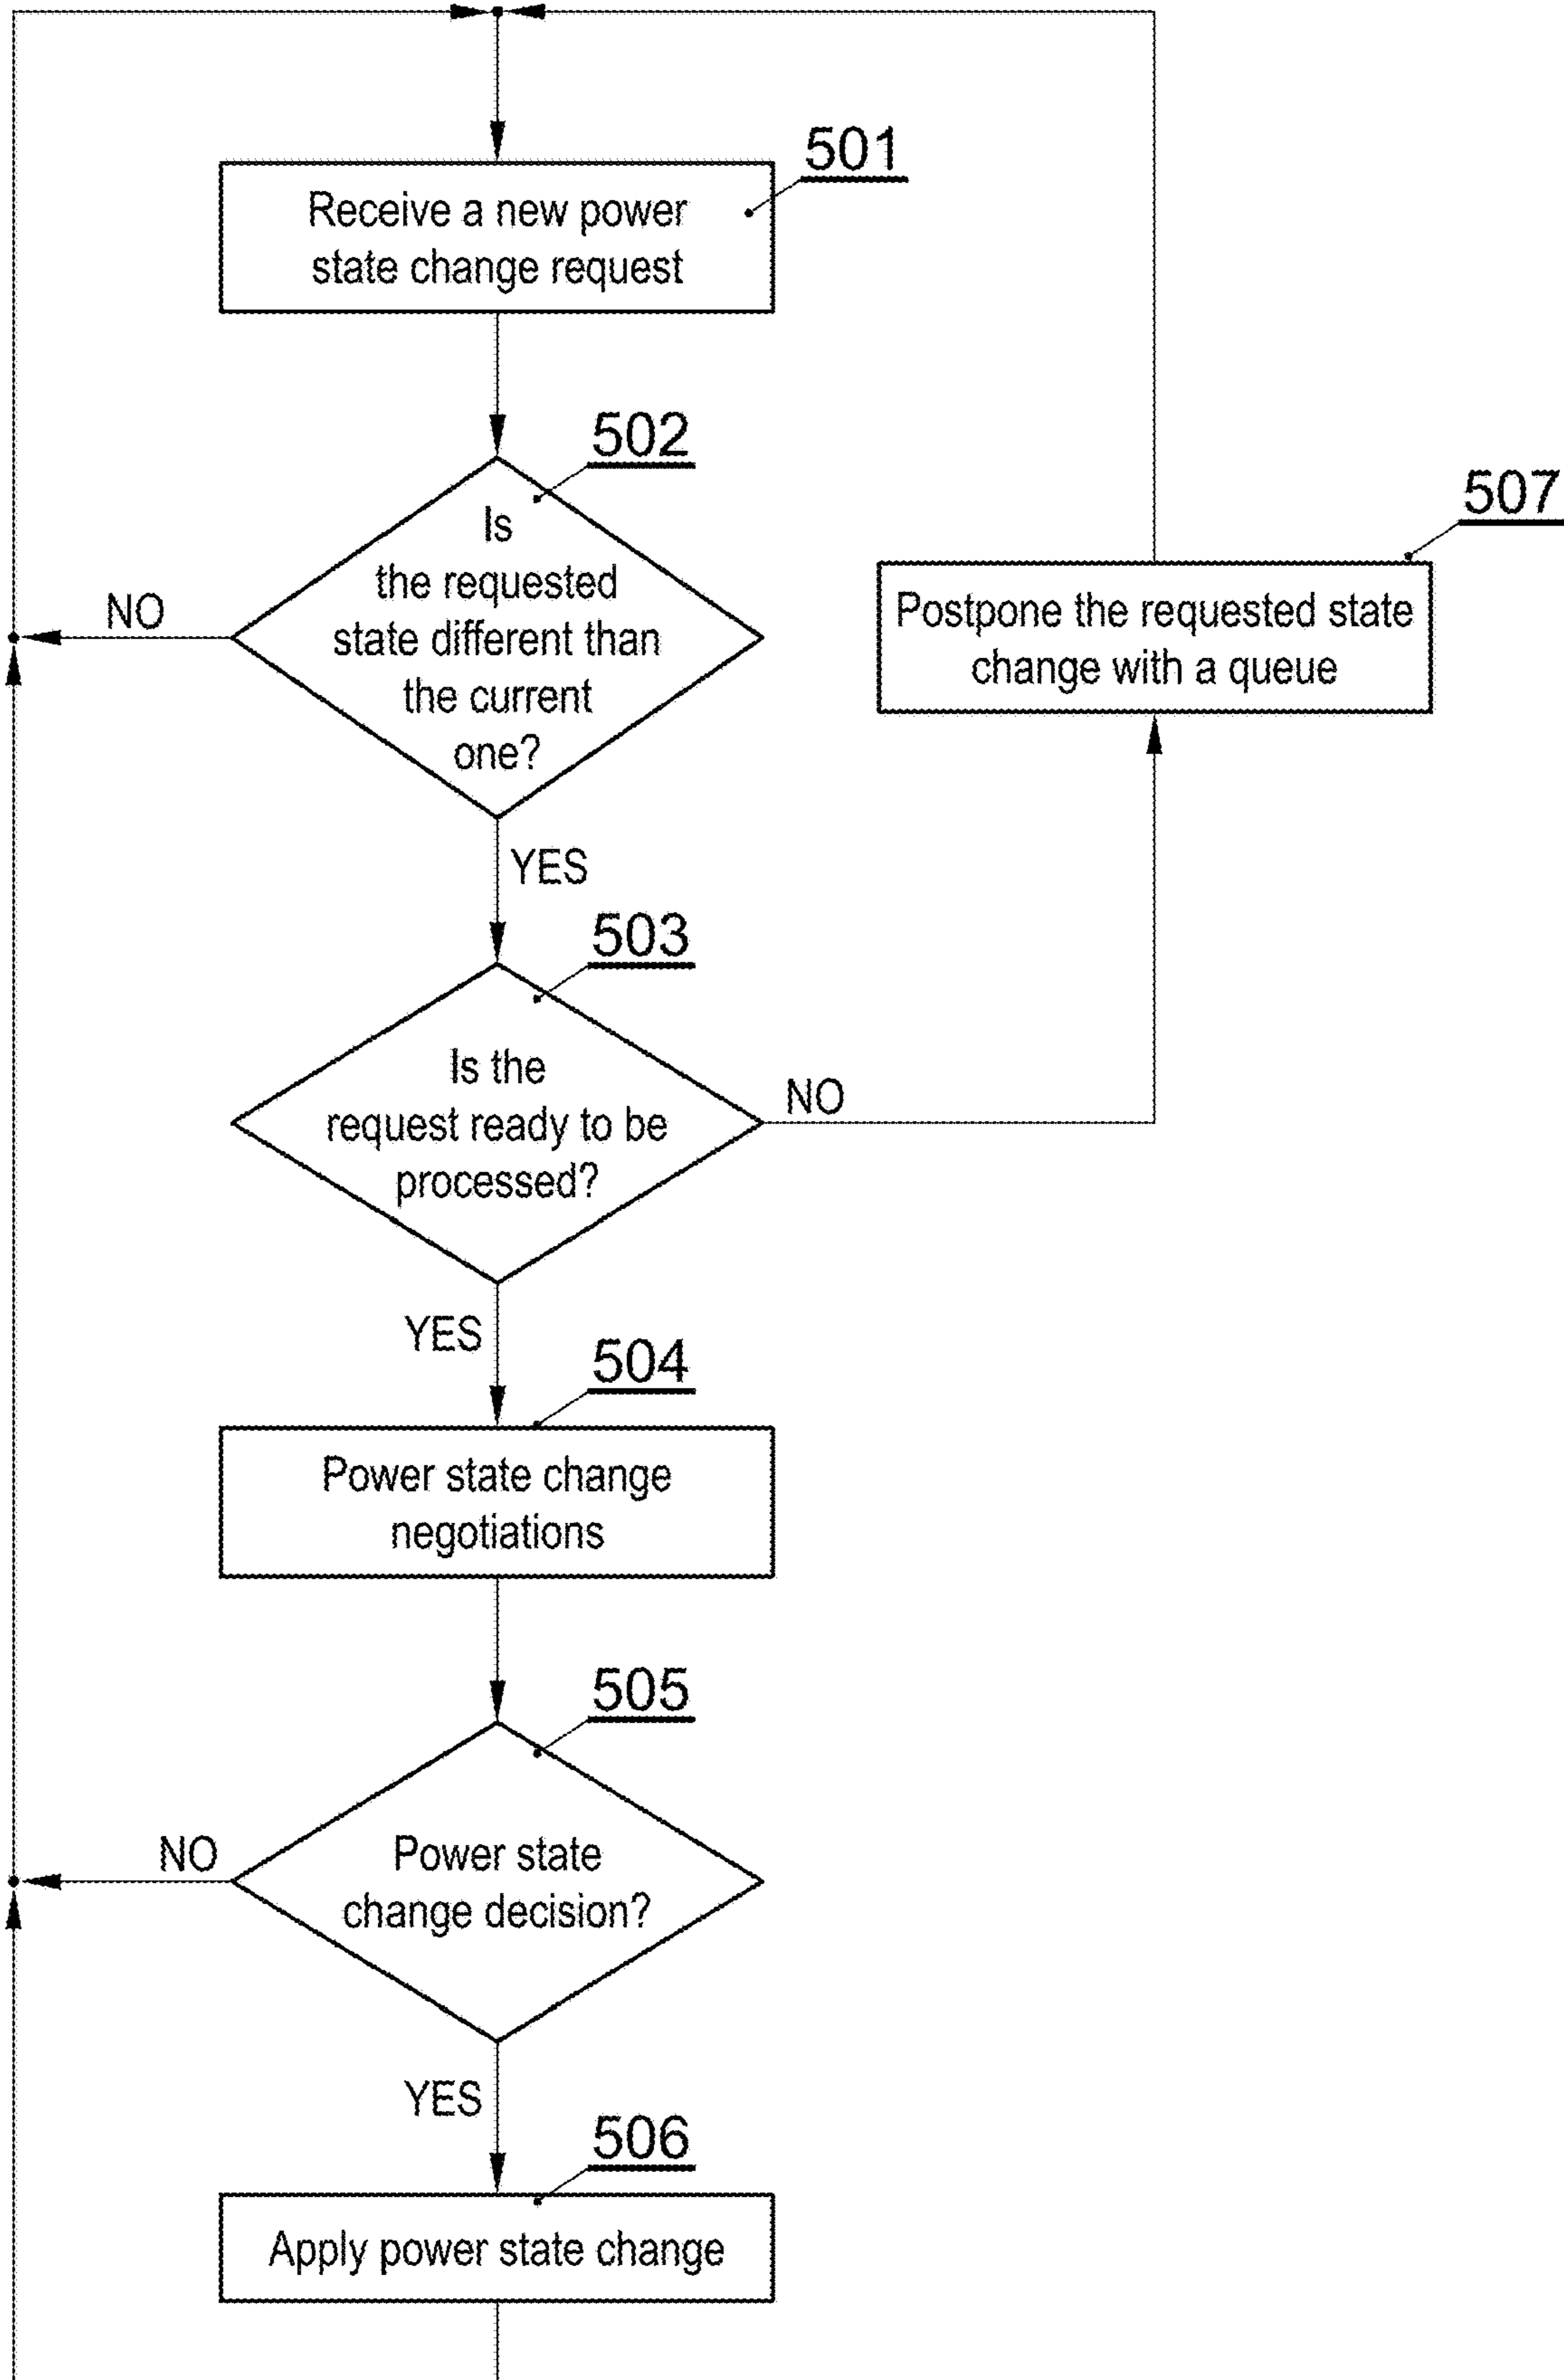 501
Receive a new power
state change request
502
Is
the requested
state different than
the current
one?
NO
YES
507
Postpone the requested state
change with a queue
503
Is the
request ready to be
processed?
NO
YES
504
Power state change
negotiations
505
Power state
change decision?
NO
YES
506
Apply power state change